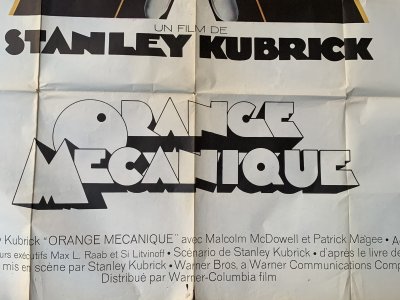 UN FILM DE
STANLEY KUBRICK
ORANGE
MECANIQUE
Kubrick "ORANGE MECANIQUE" avec Malcolm McDowell et Patrick Magee •
exécutifs Max L. Raab et Si Litvinoff • Scénario de Stanley Kubrick • d'après le livre de
mis en scène par Stanley Kubrick • Warner Bros, a Warner Communications
Distribué par Warner-Columbia film